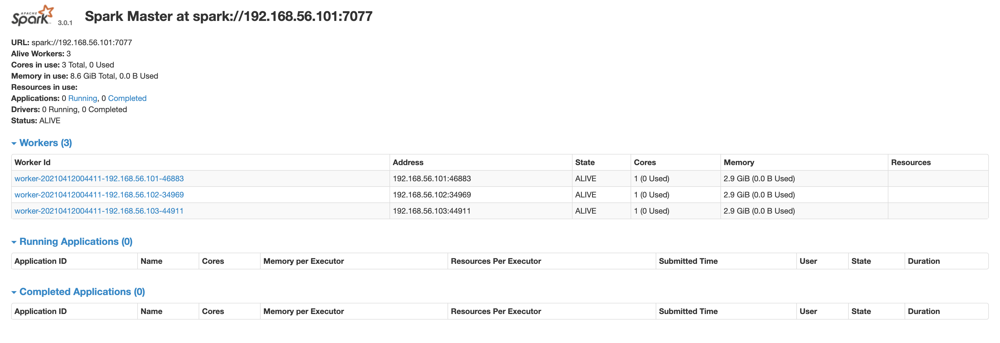 APACHE
Spark 3.0.1 Spark Master at spark://192.168.56.101:7077
URL: spark://192.168.56.101:7077
Alive Workers: 3
Cores in use: 3 Total, 0 Used
Memory in use: 8.6 GiB Total, 0.0 B Used
Resources in use:
Applications: 0 Running, 0 Completed
Drivers: 0 Running, 0 Completed
Status: ALIVE
Workers (3)
Worker Id Address State Cores Memory Resources
worker-20210412004411-192.168.56.101-46883 192.168.56.101:46883 ALIVE 1 (0 Used) 2.9 GiB (0.0 B Used)
worker-20210412004411-192.168.56.102-34969 192.168.56.102:34969 ALIVE 1 (0 Used) 2.9 GiB (0.0 B Used)
worker-20210412004411-192.168.56.103-44911 192.168.56.103:44911 ALIVE 1 (0 Used) 2.9 GiB (0.0 B Used)
Running Applications (0)
Application ID Name Cores Memory per Executor Resources Per Executor Submitted Time User State Duration
Completed Applications (0)
Application ID Name Cores Memory per Executor Resources Per Executor Submitted Time User State Duration